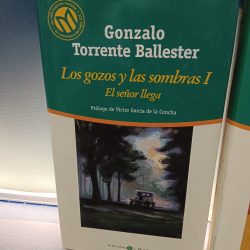 Gonzalo
Torrente Ballester
Los gozos y las sombras I
El señor llega
Prólogo de Víctor García de la Concha